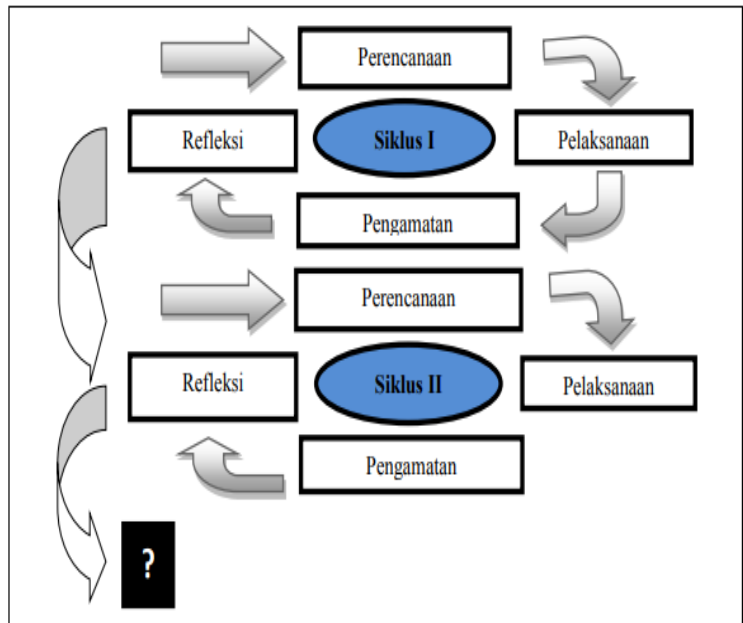 Perencanaan
Refleksi
Siklus I
Pelaksanaan
Pengamatan
Perencanaan
Refleksi
Siklus II
Pelaksanaan
Pengamatan
?